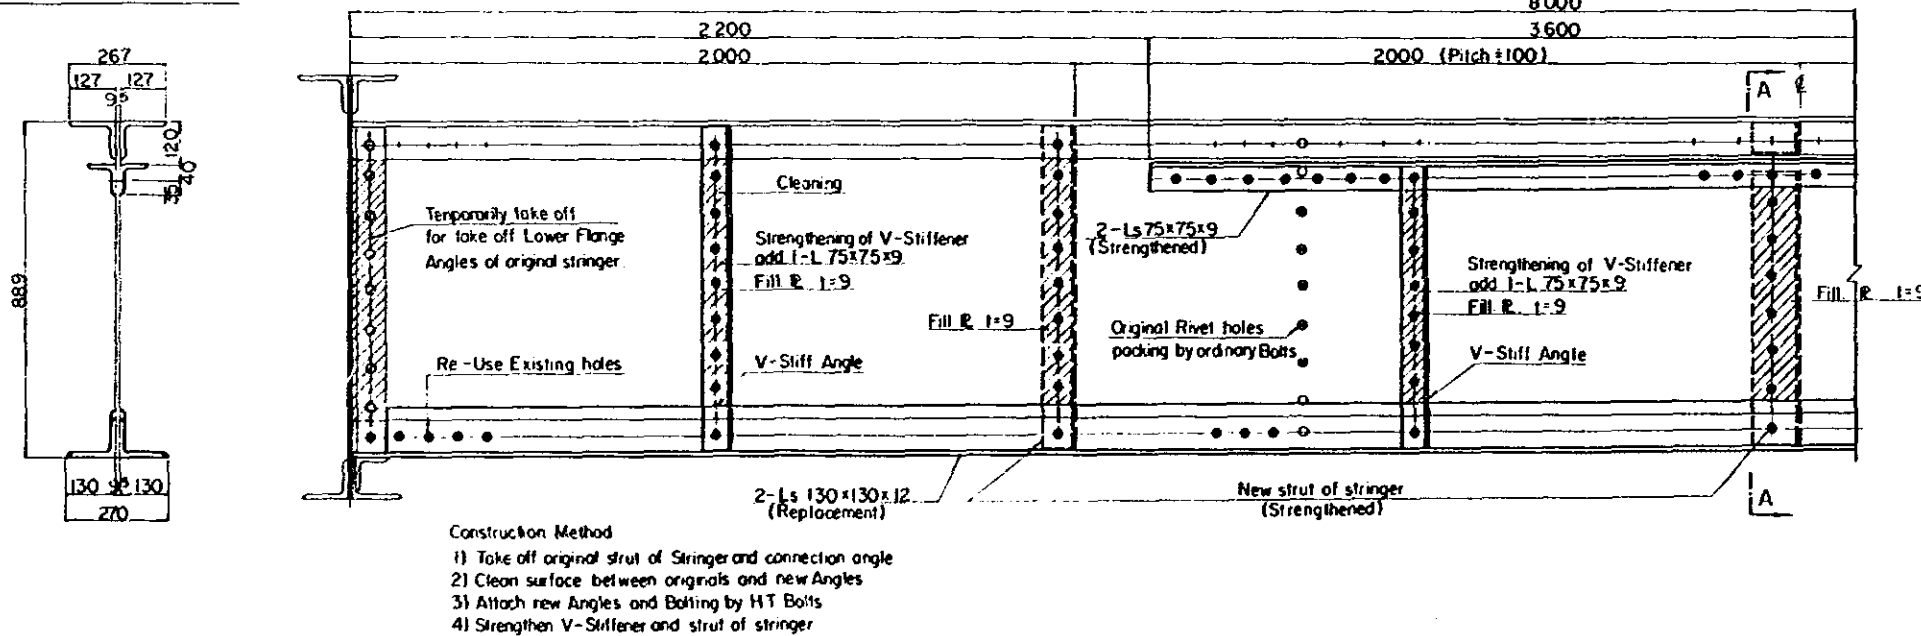 8000
2200
3600
2000
2000 (Pitch ≠100)
267
127 127
9⁵
120
40
35
889
130 9⁵ 130
270
A
℄
Cleaning
Temporarily take off
for take off Lower Flange
Angles of original stringer
Strengthening of V-Stiffener
add 1-L 75×75×9
Fill ℞ t=9
2-Ls 75×75×9
(Strengthened)
Strengthening of V-Stiffener
add 1-L 75×75×9
Fill ℞ t=9
Fill ℞ t=9
Fill ℞ t=9
Original Rivet holes
packing by ordinary Bolts
Re-Use Existing holes
V-Stiff Angle
V-Stiff Angle
2-Ls 130×130×12
(Replacement)
New strut of stringer
(Strengthened)
A
Construction Method
1) Take off original strut of Stringer and connection angle
2) Clean surface between originals and new Angles
3) Attach new Angles and Bolting by HT Bolts
4) Strengthen V-Stiffener and strut of stringer